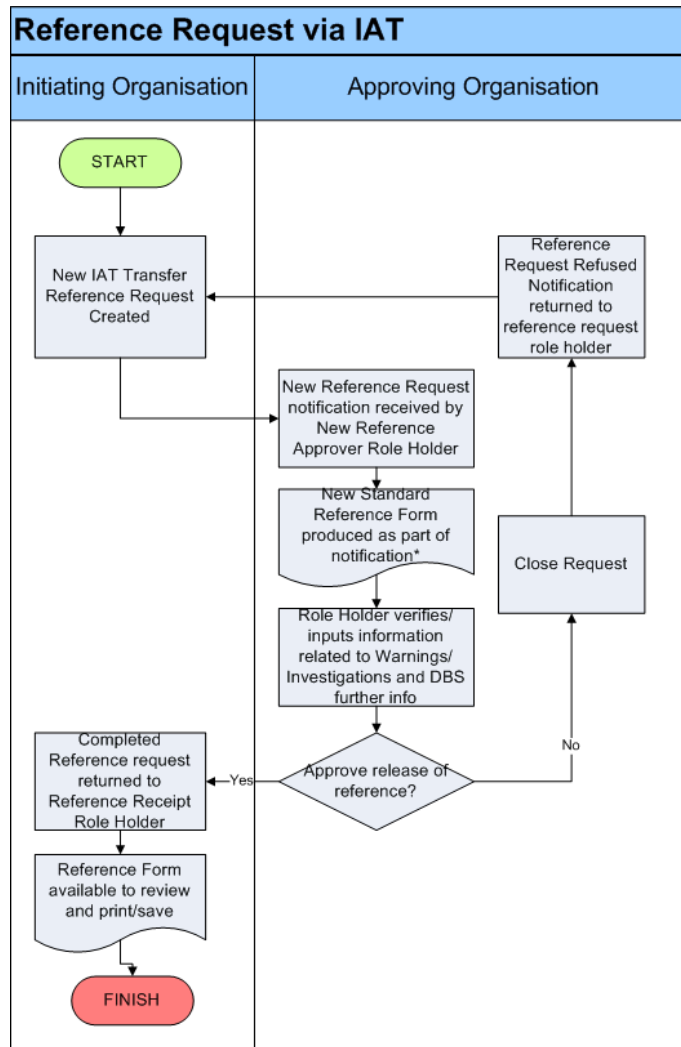 Reference Request via IAT
Initiating Organisation
Approving Organisation
START
New IAT Transfer
Reference Request
Created
Reference
Request Refused
Notification
returned to
reference request
role holder
New Reference Request
notification received by
New Reference
Approver Role Holder
New Standard
Reference Form
produced as part of
notification*
Close Request
Role Holder verifies/
inputs information
related to Warnings/
Investigations and DBS
further info
No
Completed
Reference request
returned to
Reference Receipt
Role Holder
Yes
Approve release of
reference?
Reference Form
available to review
and print/save
FINISH